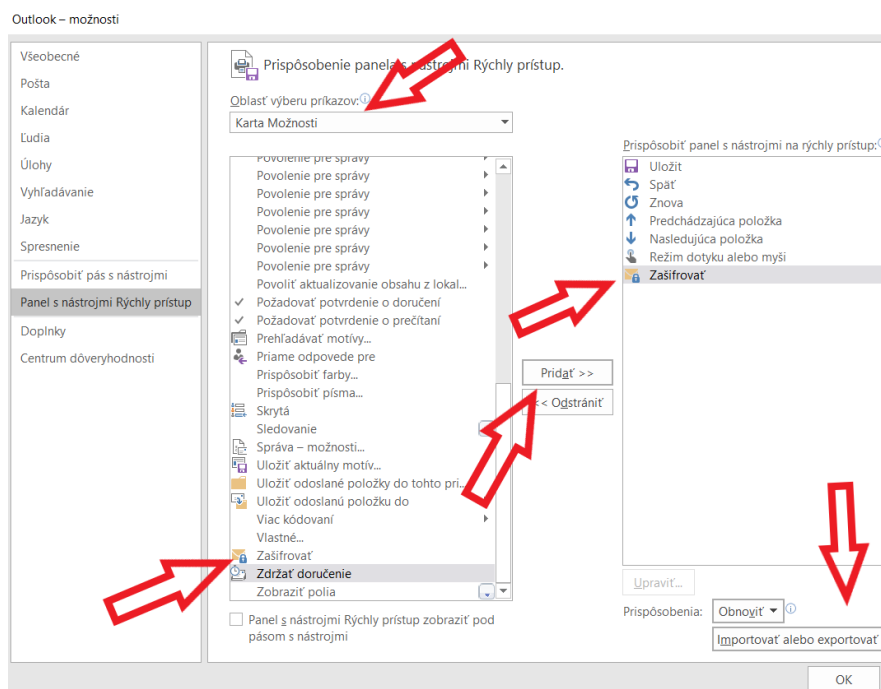 Outlook – možnosti
Všeobecné
Pošta
Kalendár
Ľudia
Úlohy
Vyhľadávanie
Jazyk
Spresnenie
Prispôsobiť pás s nástrojmi
Panel s nástrojmi Rýchly prístup
Doplnky
Centrum dôveryhodnosti
Prispôsobenie panela s nástrojmi Rýchly prístup.
Oblasť výberu príkazov:
Karta Možnosti
Povolenie pre správy
Povolenie pre správy
Povolenie pre správy
Povolenie pre správy
Povolenie pre správy
Povolenie pre správy
Povolenie pre správy
Povoliť aktualizovanie obsahu z lokal...
Požadovať potvrdenie o doručení
Požadovať potvrdenie o prečítaní
Prehľadávať motívy...
Priame odpovede pre
Prispôsobiť farby...
Prispôsobiť písma...
Skrytá
Sledovanie
Správa – možnosti...
Uložiť aktuálny motív...
Uložiť odoslané položky do tohto pri...
Uložiť odoslanú položku do
Viac kódovaní
Vlastné...
Zašifrovať
Zdržať doručenie
Zobraziť polia
Panel s nástrojmi Rýchly prístup zobraziť pod
pásom s nástrojmi
Pridať >>
<< Odstrániť
Prispôsobiť panel s nástrojmi na rýchly prístup:
Uložiť
Späť
Znova
Predchádzajúca položka
Nasledujúca položka
Režim dotyku alebo myši
Zašifrovať
Upraviť...
Prispôsobenia:
Obnoviť
Importovať alebo exportovať
OK